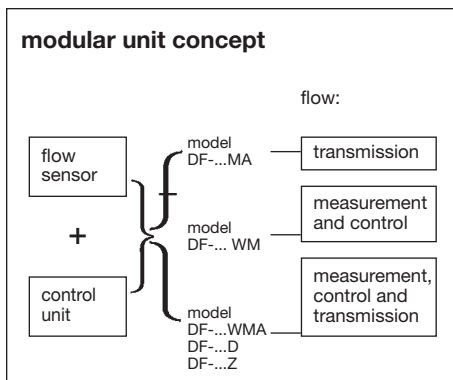 modular unit concept
flow:
flow
sensor
+
control
unit
model
DF-...MA
transmission
model
DF-... WM
measurement
and control
model
DF-...WMA
DF-...D
DF-...Z
measurement,
control and
transmission